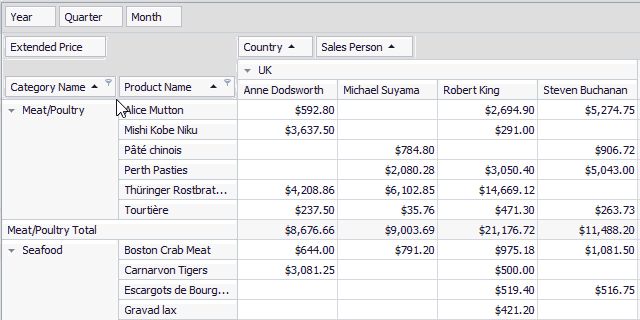 Year Quarter Month
Extended Price Country Sales Person
UK
Category Name Product Name Anne Dodsworth Michael Suyama Robert King Steven Buchanan
Meat/Poultry Alice Mutton $592.80 $2,694.90 $5,274.75
Mishi Kobe Niku $3,637.50 $291.00
Pâté chinois $784.80 $906.72
Perth Pasties $2,080.28 $3,050.40 $5,043.00
Thüringer Rostbrat... $4,208.86 $6,102.85 $14,669.12
Tourtière $237.50 $35.76 $471.30 $263.73
Meat/Poultry Total $8,676.66 $9,003.69 $21,176.72 $11,488.20
Seafood Boston Crab Meat $644.00 $791.20 $975.18 $1,081.50
Carnarvon Tigers $3,081.25 $500.00
Escargots de Bourg... $519.40 $516.75
Gravad lax $421.20